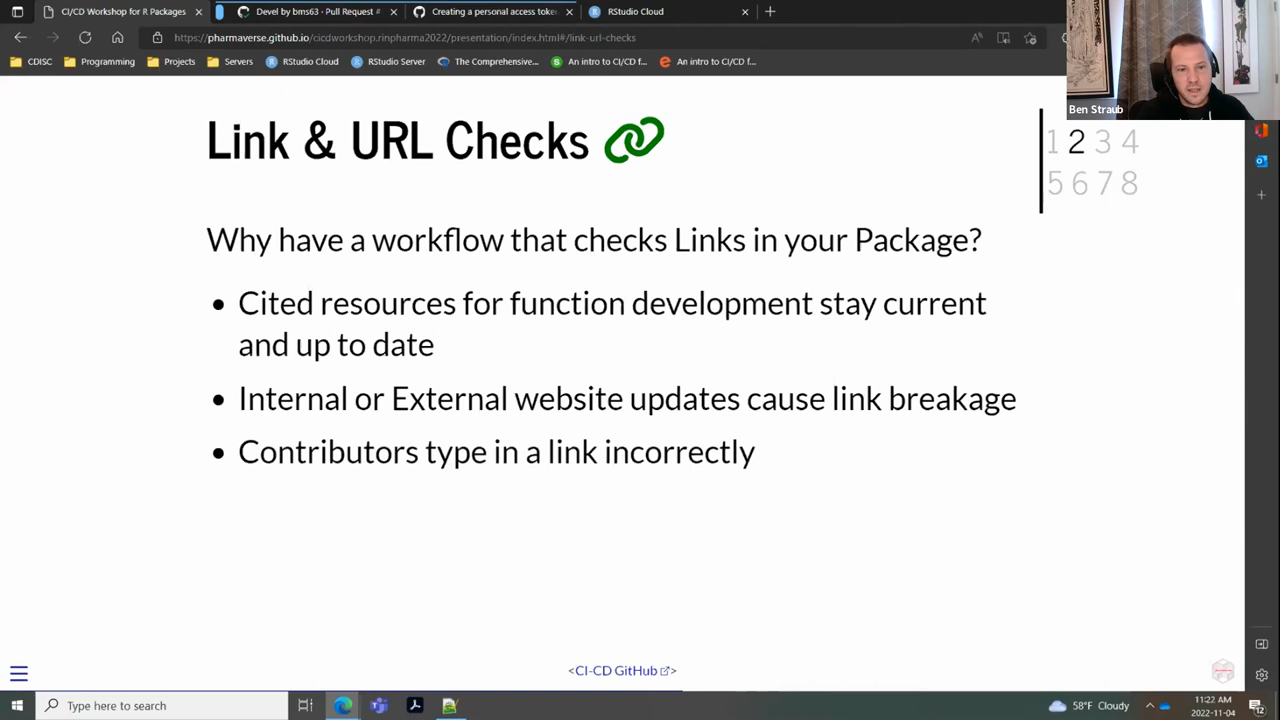 CI/CD Workshop for R Packages
Devel by bms63 · Pull Request #
Creating a personal access toke
RStudio Cloud
https://pharmaverse.github.io/cicdworkshop.rinpharma2022/presentation/index.html#/link-url-checks
CDISC
Programming
Projects
Servers
RStudio Cloud
RStudio Server
The Comprehensive...
An intro to CI/CD f...
An intro to CI/CD f...
Ben Straub
Link & URL Checks
1 2 3 4
5 6 7 8
Why have a workflow that checks Links in your Package?
• Cited resources for function development stay current
and up to date
• Internal or External website updates cause link breakage
• Contributors type in a link incorrectly
<CI-CD GitHub>
Type here to search
58°F Cloudy
11:22 AM
2022-11-04
12